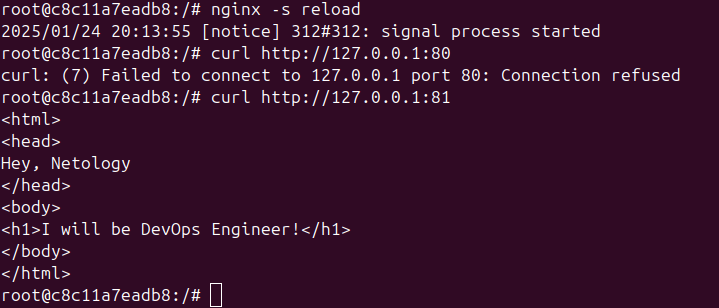 root@c8c11a7eadb8:/# nginx -s reload
2025/01/24 20:13:55 [notice] 312#312: signal process started
root@c8c11a7eadb8:/# curl http://127.0.0.1:80
curl: (7) Failed to connect to 127.0.0.1 port 80: Connection refused
root@c8c11a7eadb8:/# curl http://127.0.0.1:81
<html>
<head>
Hey, Netology
</head>
<body>
<h1>I will be DevOps Engineer!</h1>
</body>
</html>
root@c8c11a7eadb8:/#